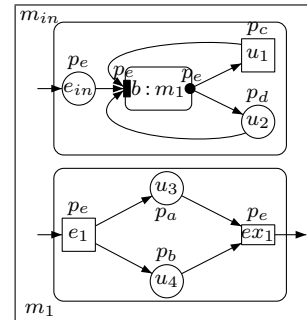 m_in
p_c
p_e
u_1
p_e
p_e
e_in
b : m_1
p_d
u_2
u_3
p_e
p_e
p_a
e_1
ex_1
p_b
u_4
m_1